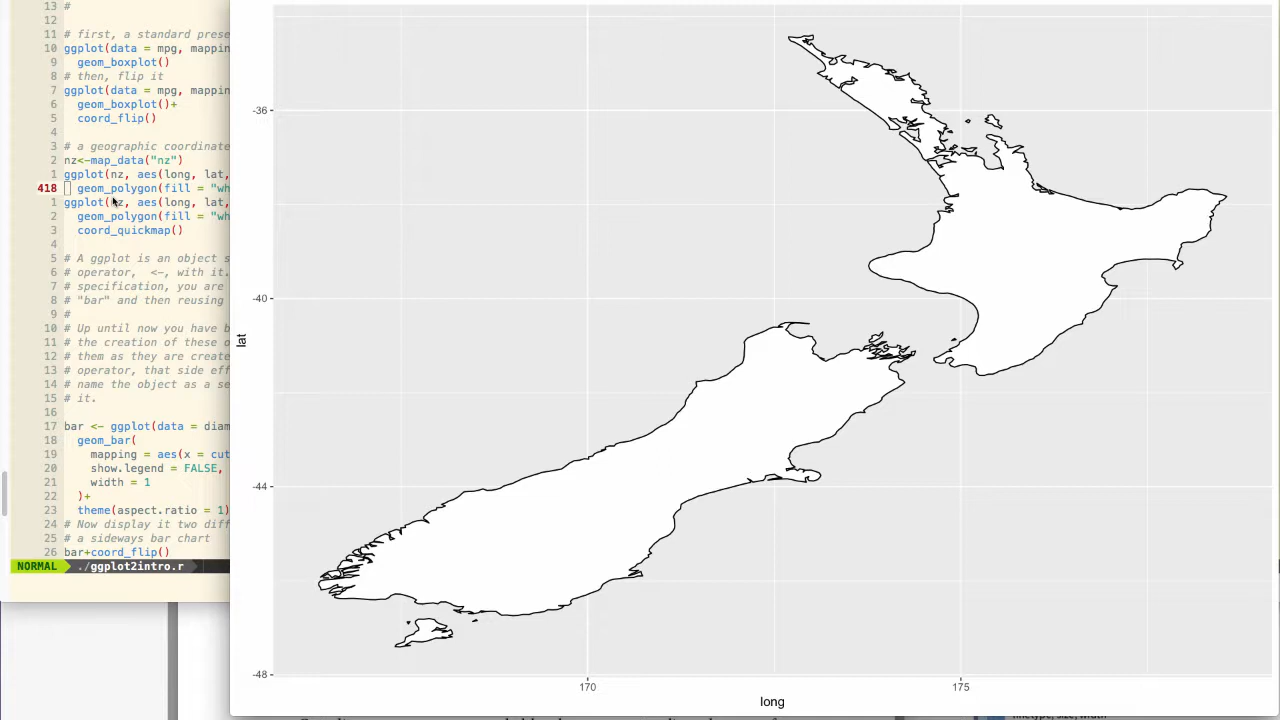 13 #
12
11 # first, a standard prese
10 ggplot(data = mpg, mappin
9 geom_boxplot()
8 # then, flip it
7 ggplot(data = mpg, mappin
6 geom_boxplot()+
5 coord_flip()
4
3 # a geographic coordinate
2 nz<-map_data("nz")
1 ggplot(nz, aes(long, lat,
418 geom_polygon(fill = "wh
1 ggplot(nz, aes(long, lat,
2 geom_polygon(fill = "wh
3 coord_quickmap()
4
5 # A ggplot is an object s
6 # operator, <-, with it.
7 # specification, you are
8 # "bar" and then reusing
9 #
10 # Up until now you have b
11 # the creation of these o
12 # them as they are create
13 # operator, that side eff
14 # name the object as a se
15 # it.
16
17 bar <- ggplot(data = diam
18 geom_bar(
19 mapping = aes(x = cut
20 show.legend = FALSE,
21 width = 1
22 )+
23 theme(aspect.ratio = 1)
24 # Now display it two diff
25 # a sideways bar chart
26 bar+coord_flip()
NORMAL ./ggplot2intro.r
-36
-40
lat
-44
-48
170 175
long
linetype, size, width